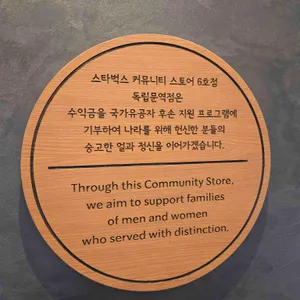 스타벅스 커뮤니티 스토어 6호점
독립문역점은
수익금을 국가유공자 후손 지원 프로그램에
기부하여 나라를 위해 헌신한 분들의
숭고한 얼과 정신을 이어가겠습니다.
Through this Community Store,
we aim to support families
of men and women
who served with distinction.